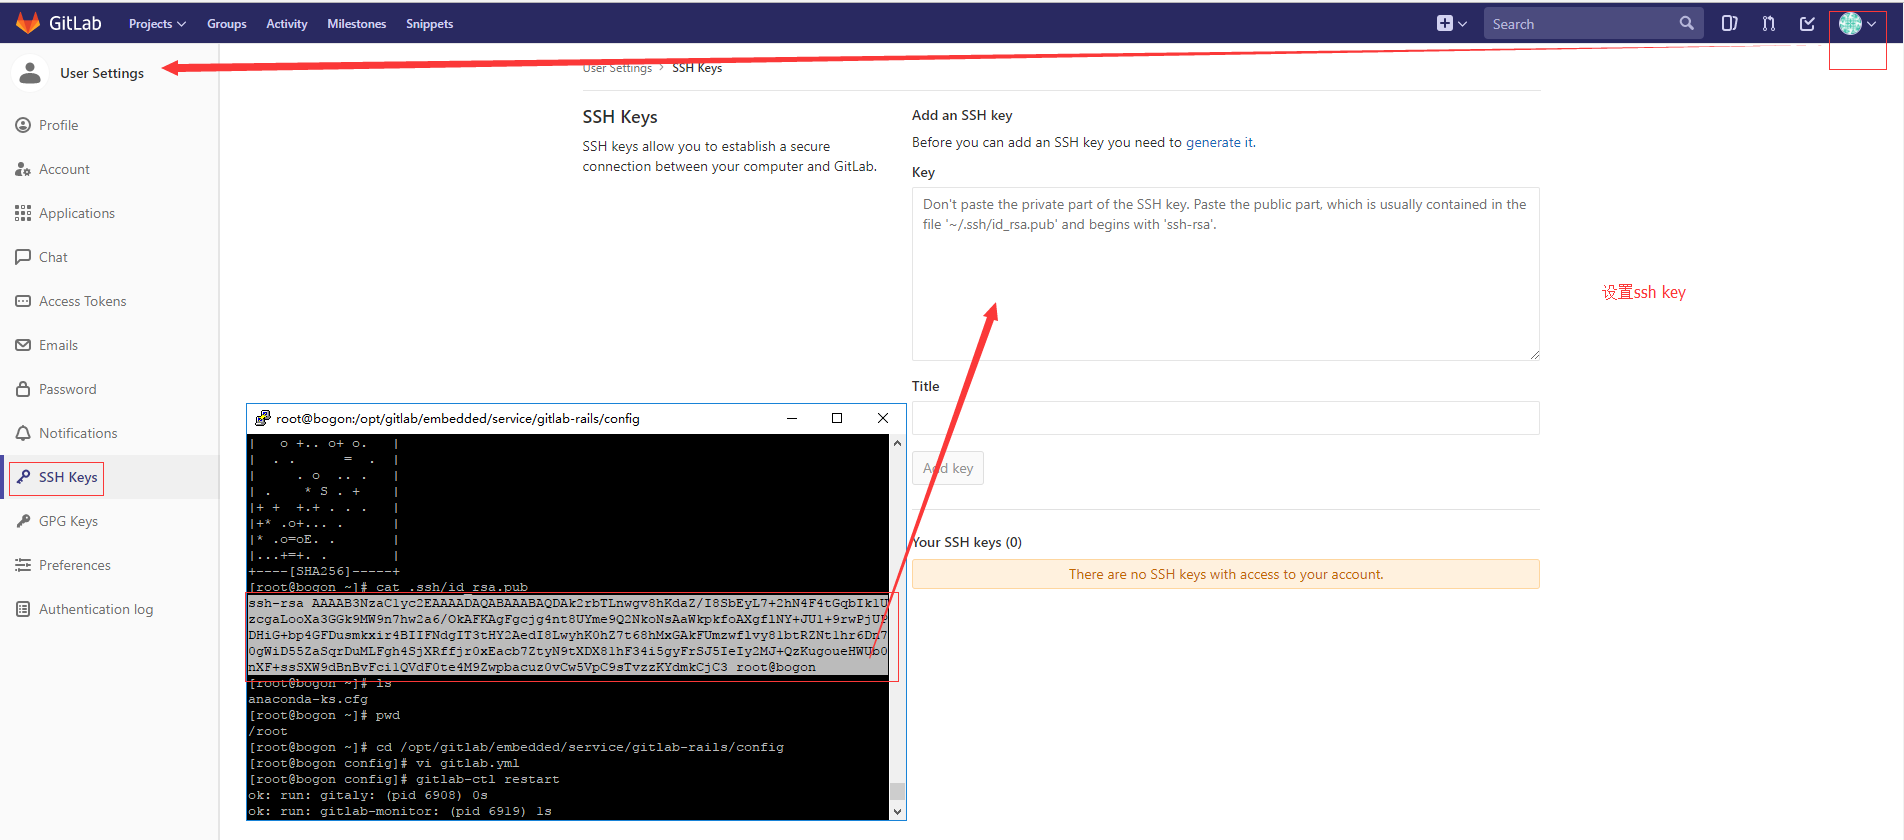 GitLab
Projects
Groups
Activity
Milestones
Snippets
Search
User Settings
Profile
Account
Applications
Chat
Access Tokens
Emails
Password
Notifications
SSH Keys
GPG Keys
Preferences
Authentication log
User Settings > SSH Keys
SSH Keys
SSH keys allow you to establish a secure
connection between your computer and GitLab.
Add an SSH key
Before you can add an SSH key you need to generate it.
Key
Don't paste the private part of the SSH key. Paste the public part, which is usually contained in the
file '~/.ssh/id_rsa.pub' and begins with 'ssh-rsa'.
设置ssh key
Title
Add key
Your SSH keys (0)
There are no SSH keys with access to your account.
root@bogon:/opt/gitlab/embedded/service/gitlab-rails/config
|   o +.. o+ o.   |
|  . .      =  .  |
|     . o  .. .   |
| .    * S . +    |
|+ +  +.+ . . .   |
|+* .o+... .      |
|* .o=oE. .       |
|...+=+. .        |
+----[SHA256]-----+
[root@bogon ~]# cat .ssh/id_rsa.pub
ssh-rsa AAAAB3NzaC1yc2EAAAADAQABAAABAQDAk2rbTLnwgv8hKdaZ/I8SbEyL7+2hN4F4tGqbIk1U
zcgaLooXa3GGk9MW9n7hw2a6/OkAFKAgFgcjg4nt8UYme9Q2NkoNsAaWkpkfoAXgflNY+JU1+9rwPjUP
DHiG+bp4GFDusmkxir4BIIFNdgIT3tHY2AedI8LwyhK0hZ7t68hMxGAkFUmzwflvy81btRZNt1hr6Dn7
0gWiD55ZaSqrDuMLFgh4SjXRffjr0xEacb7ZtyN9tXDX81hF34i5gyFrSJ5IeIy2MJ+QzKugoueHWUb0
nXF+ssSXW9dBnBvFci1QVdF0te4M9Zwpbacuz0vCw5VpC9sTvzzKYdmkCjC3 root@bogon
[root@bogon ~]# ls
anaconda-ks.cfg
[root@bogon ~]# pwd
/root
[root@bogon ~]# cd /opt/gitlab/embedded/service/gitlab-rails/config
[root@bogon config]# vi gitlab.yml
[root@bogon config]# gitlab-ctl restart
ok: run: gitaly: (pid 6908) 0s
ok: run: gitlab-monitor: (pid 6919) 1s